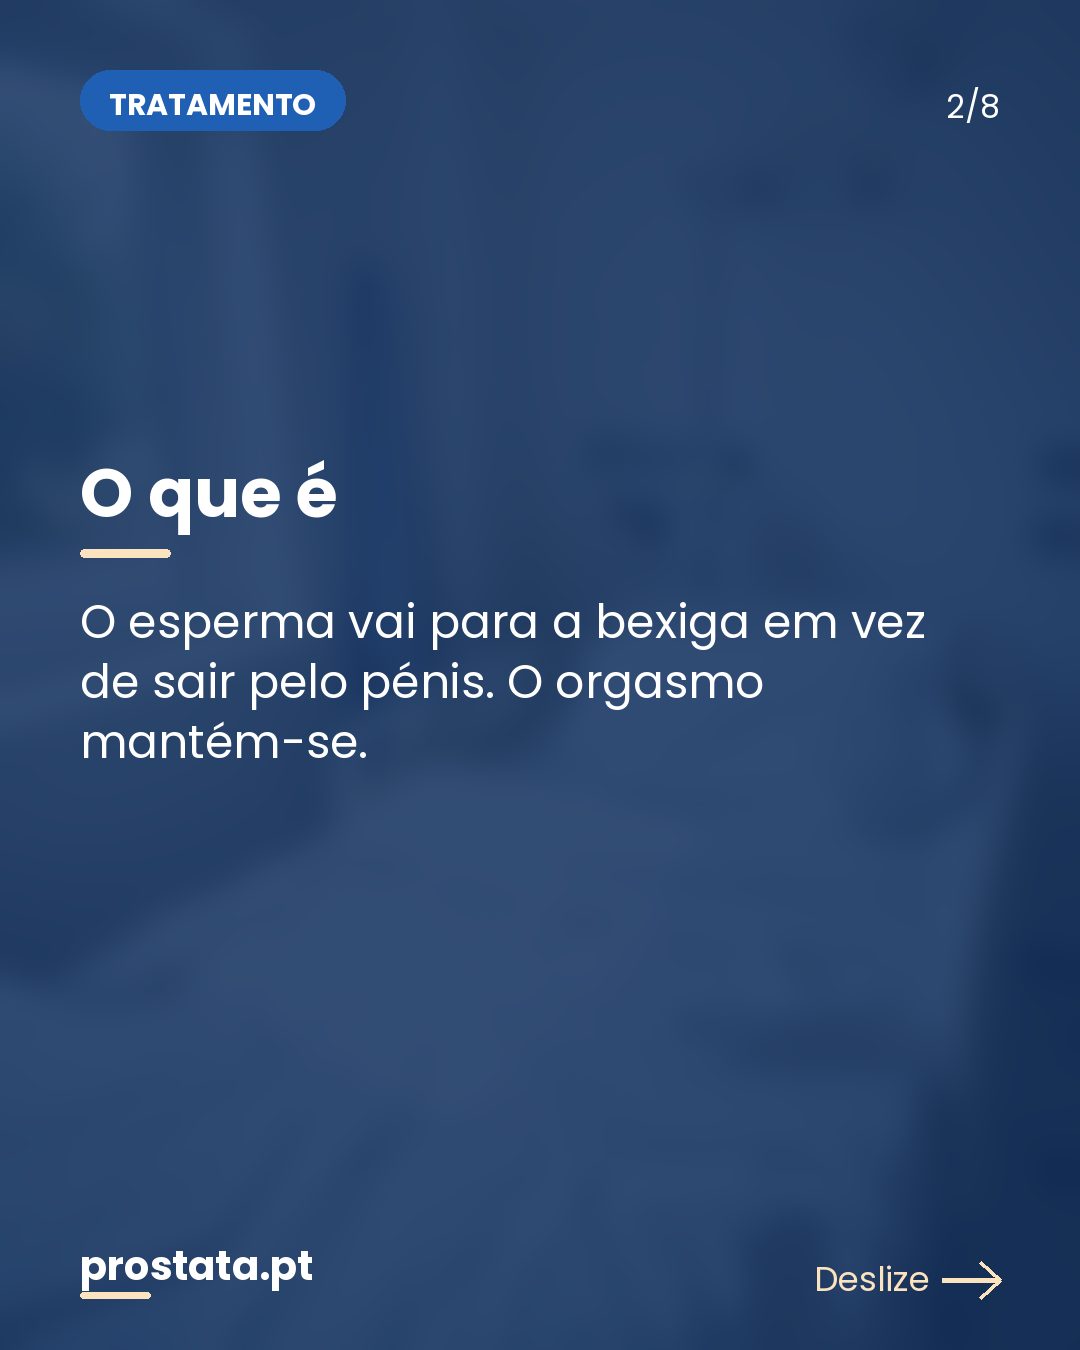 TRATAMENTO
2/8
O que é
O esperma vai para a bexiga em vez
de sair pelo pénis. O orgasmo
mantém-se.
prostata.pt
Deslize